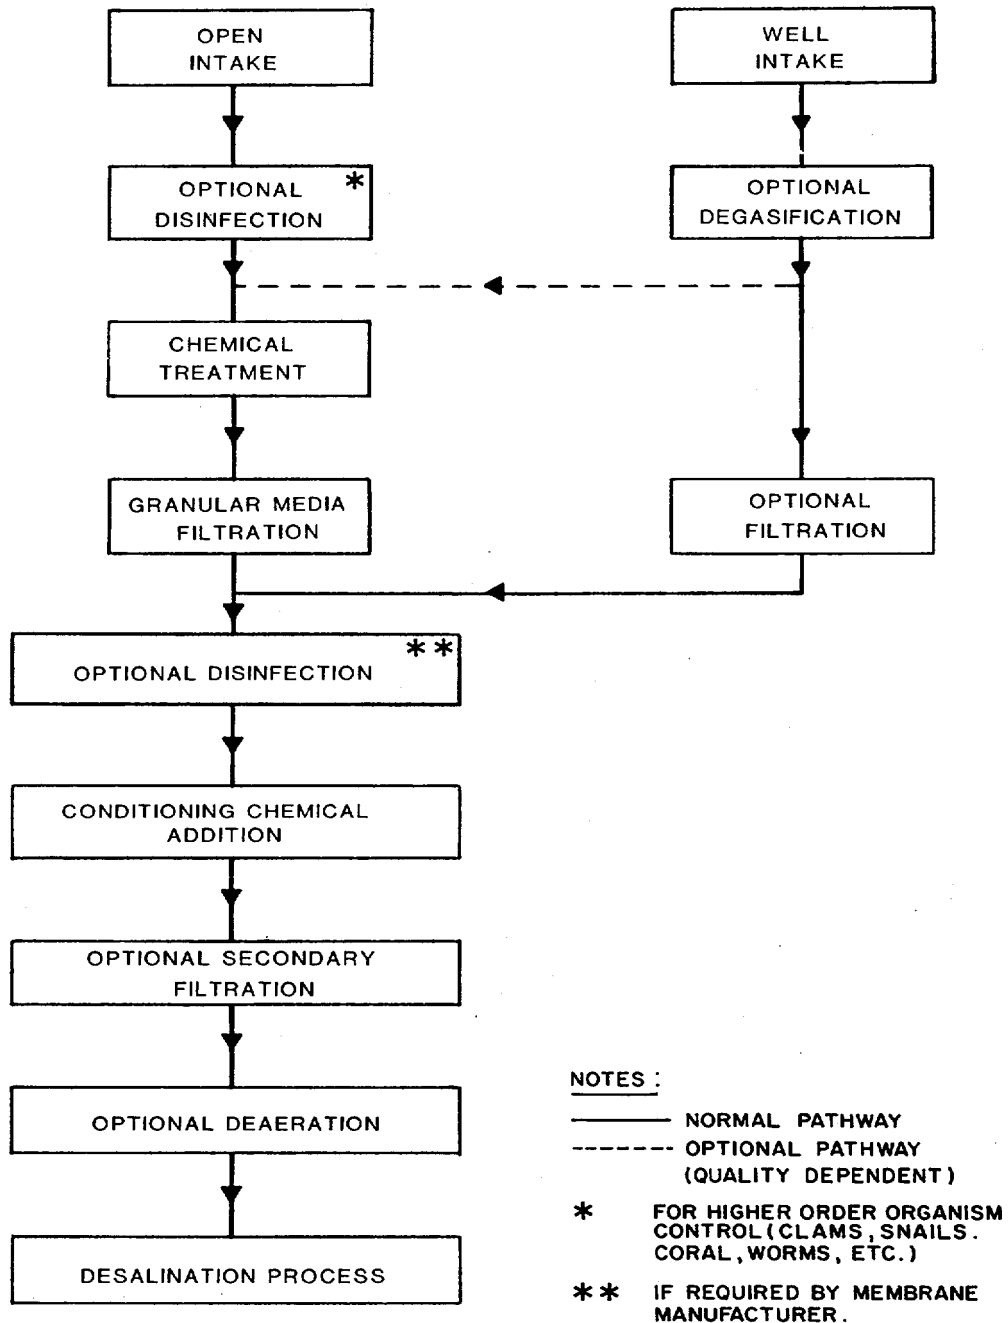 OPEN
INTAKE
WELL
INTAKE
OPTIONAL *
DISINFECTION
OPTIONAL
DEGASIFICATION
CHEMICAL
TREATMENT
GRANULAR MEDIA
FILTRATION
OPTIONAL
FILTRATION
**
OPTIONAL DISINFECTION
CONDITIONING CHEMICAL
ADDITION
OPTIONAL SECONDARY
FILTRATION
OPTIONAL DEAERATION
DESALINATION PROCESS
NOTES :
NORMAL PATHWAY
OPTIONAL PATHWAY
(QUALITY DEPENDENT)
* FOR HIGHER ORDER ORGANISM
CONTROL (CLAMS, SNAILS.
CORAL, WORMS, ETC.)
** IF REQUIRED BY MEMBRANE
MANUFACTURER.